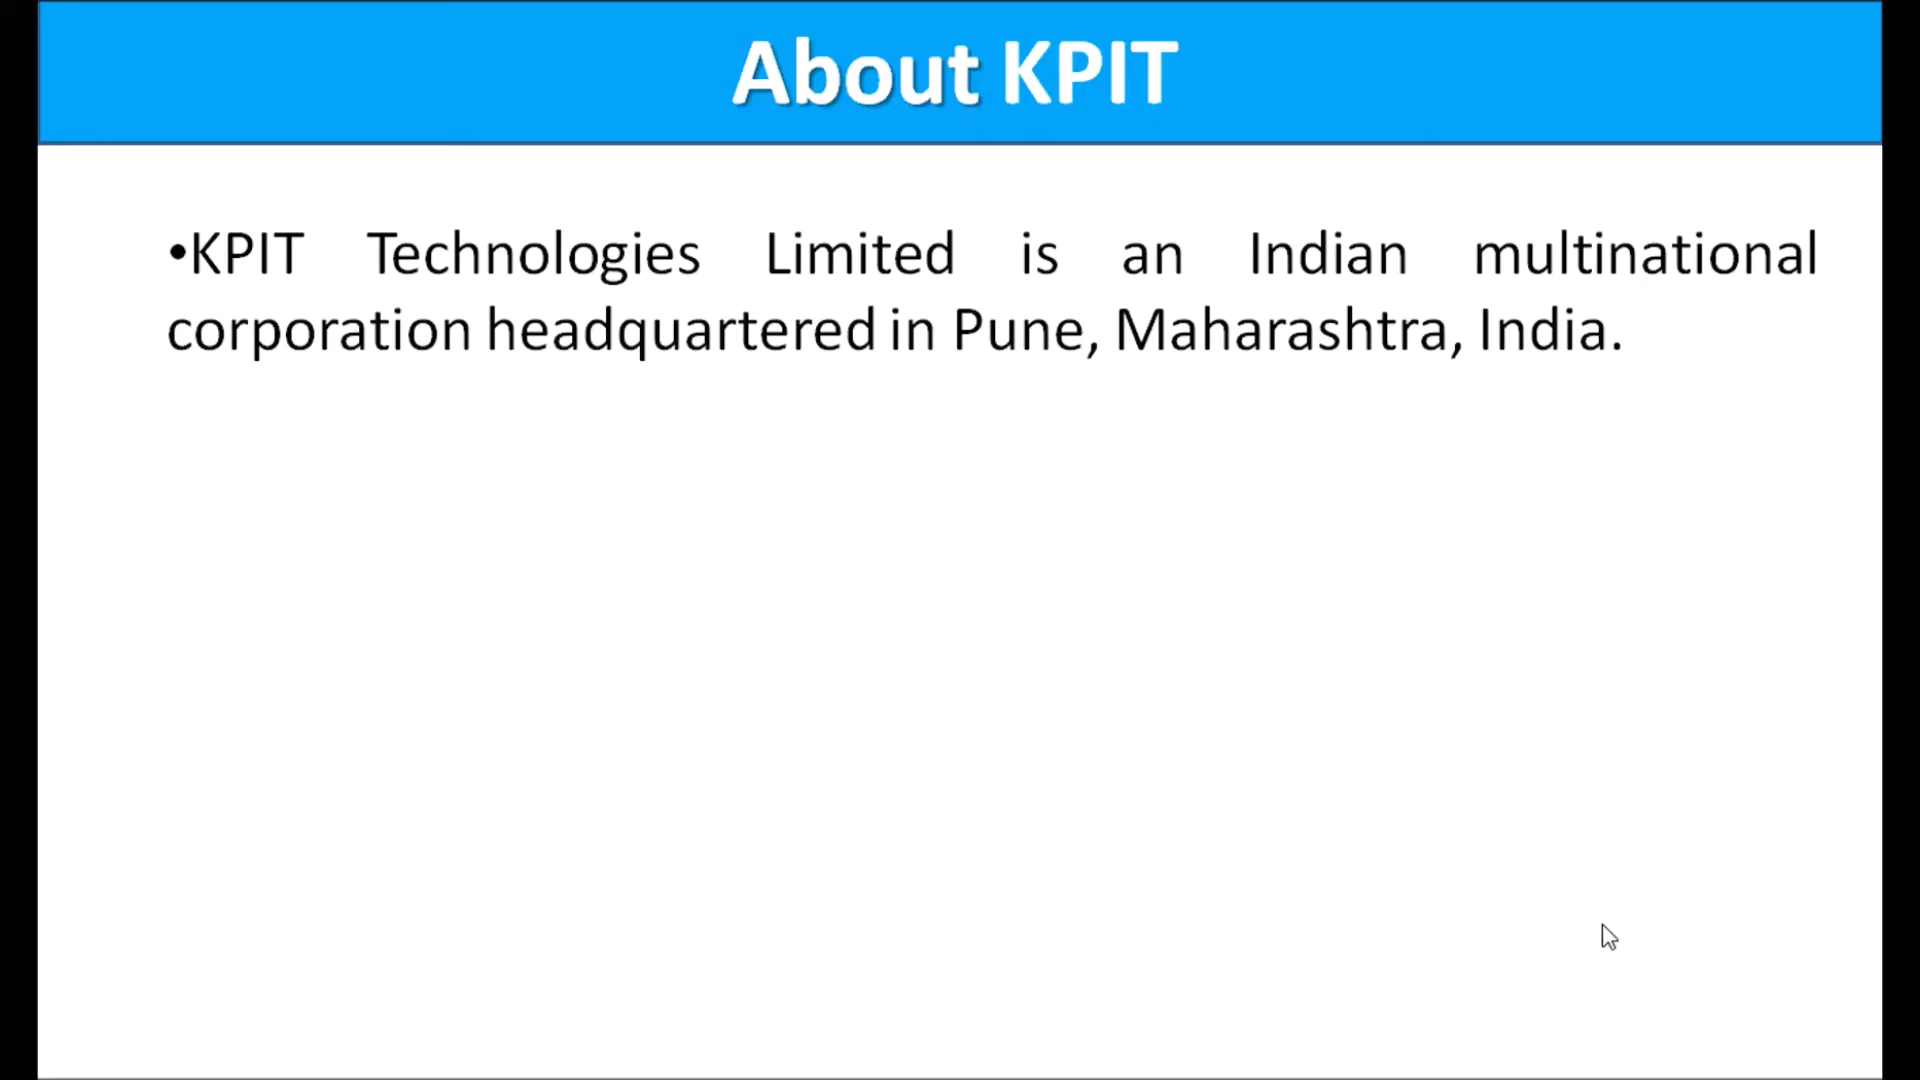 About KPIT
•KPIT Technologies Limited is an Indian multinational
corporation headquartered in Pune, Maharashtra, India.